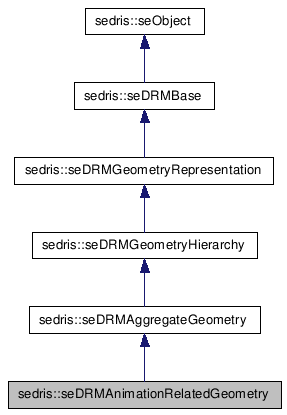 sedris::seObject
sedris::seDRMBase
sedris::seDRMGeometryRepresentation
sedris::seDRMGeometryHierarchy
sedris::seDRMAggregateGeometry
sedris::seDRMAnimationRelatedGeometry